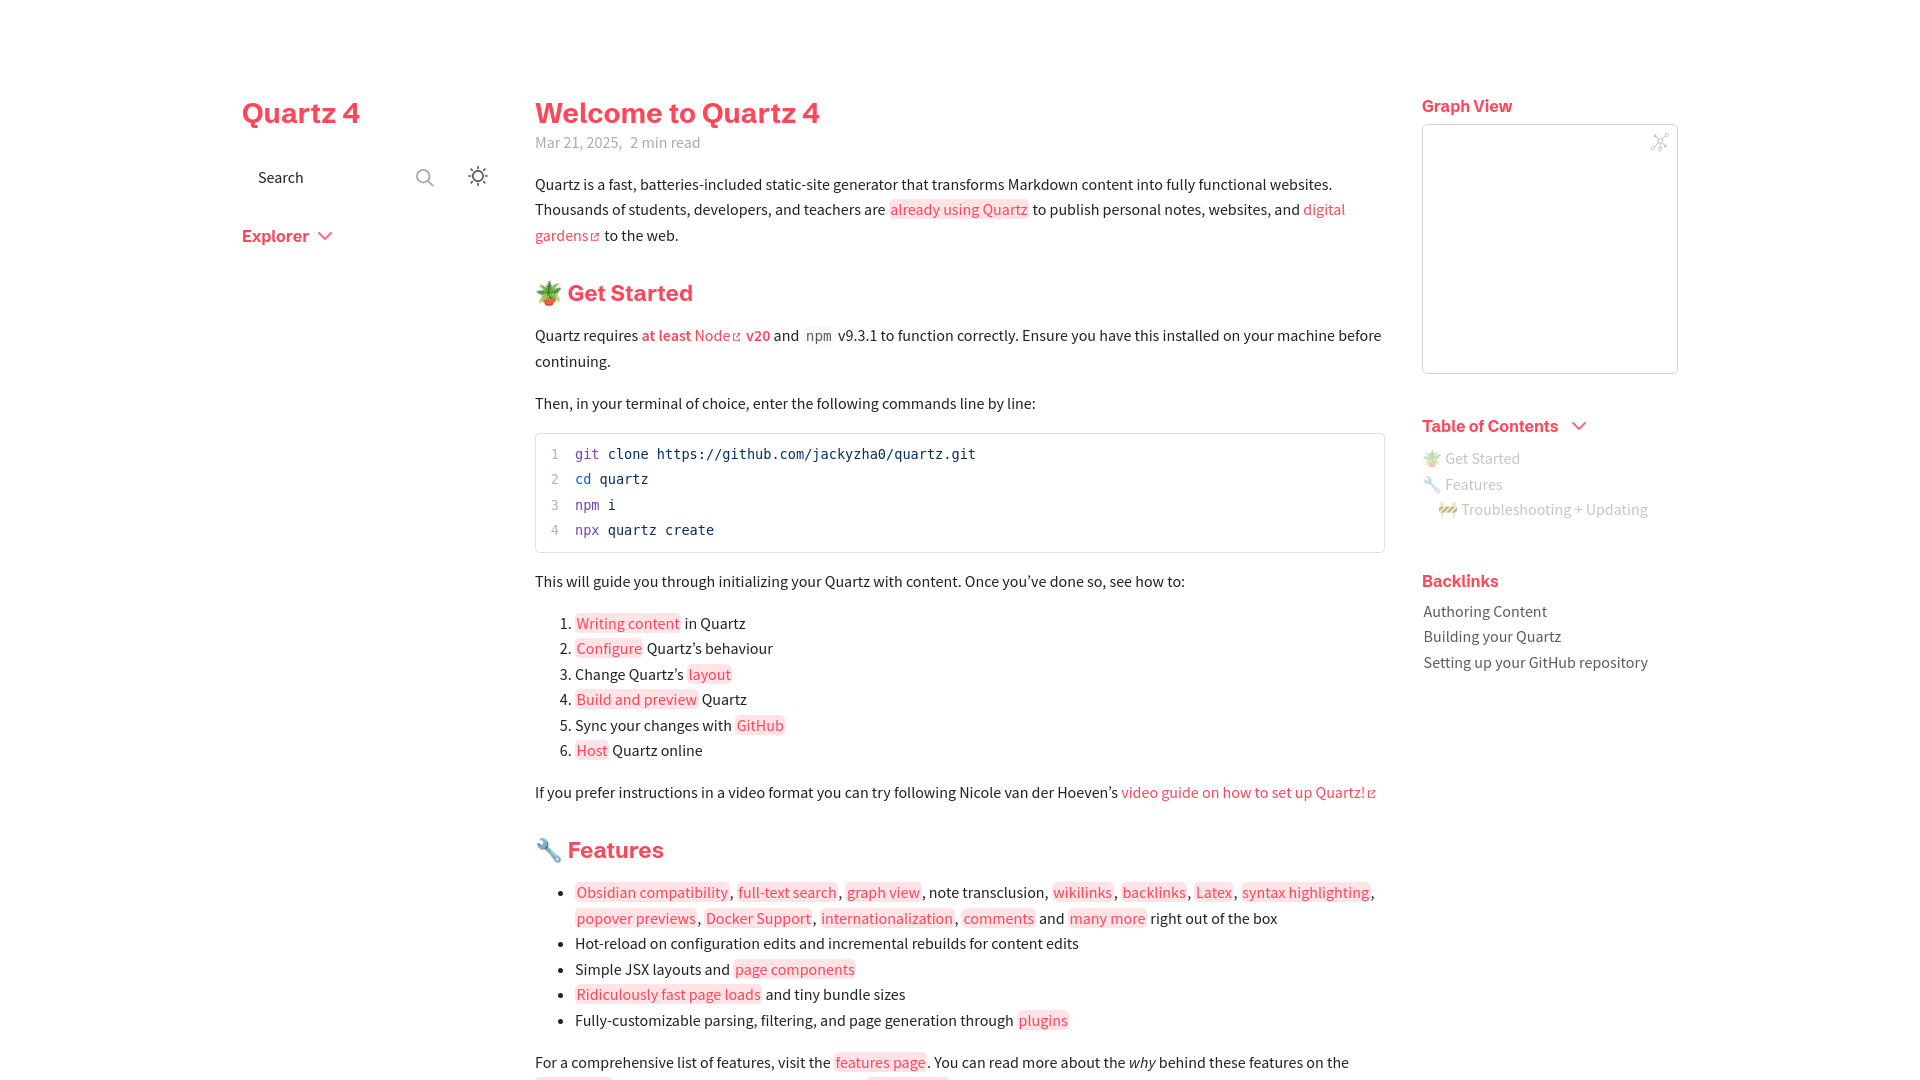 Quartz 4
Search
Explorer
Welcome to Quartz 4
Mar 21, 2025, 2 min read
Quartz is a fast, batteries-included static-site generator that transforms Markdown content into fully functional websites.
Thousands of students, developers, and teachers are already using Quartz to publish personal notes, websites, and digital
gardens to the web.
🪴 Get Started
Quartz requires at least Node v20 and npm v9.3.1 to function correctly. Ensure you have this installed on your machine before
continuing.
Then, in your terminal of choice, enter the following commands line by line:
1 git clone https://github.com/jackyzha0/quartz.git
2 cd quartz
3 npm i
4 npx quartz create
This will guide you through initializing your Quartz with content. Once you’ve done so, see how to:
1. Writing content in Quartz
2. Configure Quartz’s behaviour
3. Change Quartz’s layout
4. Build and preview Quartz
5. Sync your changes with GitHub
6. Host Quartz online
If you prefer instructions in a video format you can try following Nicole van der Hoeven’s video guide on how to set up Quartz!
🔧 Features
• Obsidian compatibility, full-text search, graph view, note transclusion, wikilinks, backlinks, Latex, syntax highlighting,
popover previews, Docker Support, internationalization, comments and many more right out of the box
• Hot-reload on configuration edits and incremental rebuilds for content edits
• Simple JSX layouts and page components
• Ridiculously fast page loads and tiny bundle sizes
• Fully-customizable parsing, filtering, and page generation through plugins
For a comprehensive list of features, visit the features page. You can read more about the why behind these features on the
Graph View
Table of Contents
🪴 Get Started
🔧 Features
🚧 Troubleshooting + Updating
Backlinks
Authoring Content
Building your Quartz
Setting up your GitHub repository